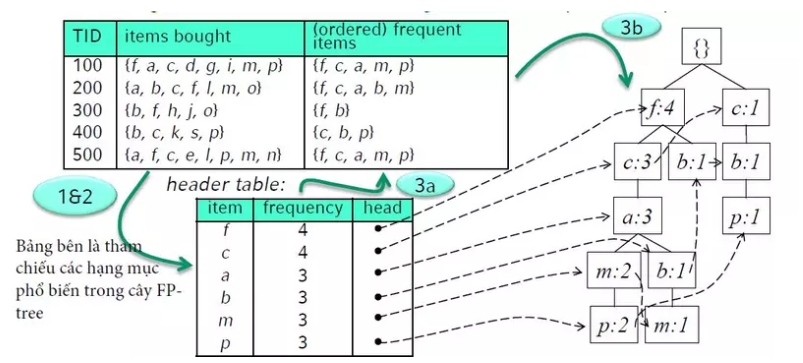 3b
TID items bought (ordered) frequent items
100 {f, a, c, d, g, i, m, p} {f, c, a, m, p}
200 {a, b, c, f, l, m, o} {f, c, a, b, m}
300 {b, f, h, j, o} {f, b}
400 {b, c, k, s, p} {c, b, p}
500 {a, f, c, e, l, p, m, n} {f, c, a, m, p}
1&2
header table:
3a
item frequency head
f 4
c 4
a 3
b 3
m 3
p 3
Bảng bên là tham
chiếu các hạng mục
phổ biến trong cây FP-
tree
{}
f:4 c:1
c:3 b:1 b:1
a:3 p:1
m:2 b:1
p:2 m:1